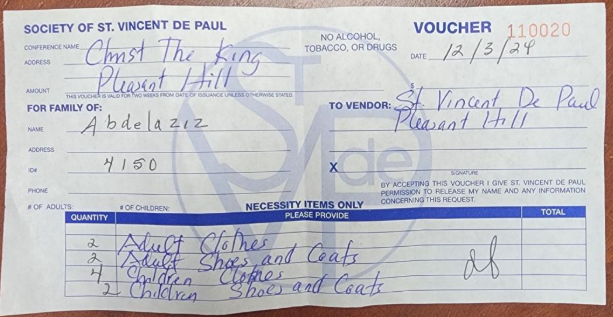 SOCIETY OF ST. VINCENT DE PAUL
NO ALCOHOL,
TOBACCO, OR DRUGS
VOUCHER 110020
CONFERENCE NAME Christ The King
ADDRESS Pleasant Hill
DATE 12/3/24
AMOUNT $
THIS VOUCHER IS VALID FOR TWO WEEKS FROM DATE OF ISSUANCE UNLESS OTHERWISE STATED.
FOR FAMILY OF:
TO VENDOR: St. Vincent De Paul
Pleasant Hill
NAME Abdelaziz
ADDRESS
ID# 4150
X
SIGNATURE
PHONE
BY ACCEPTING THIS VOUCHER I GIVE ST. VINCENT DE PAUL
PERMISSION TO RELEASE MY NAME AND ANY INFORMATION
CONCERNING THIS REQUEST.
# OF ADULTS: # OF CHILDREN: NECESSITY ITEMS ONLY
QUANTITY PLEASE PROVIDE TOTAL
2 Adult Clothes
2 Adult Shoes and Coats
4 Children Clothes
2 Children Shoes and Coats
ST
SVDP
de